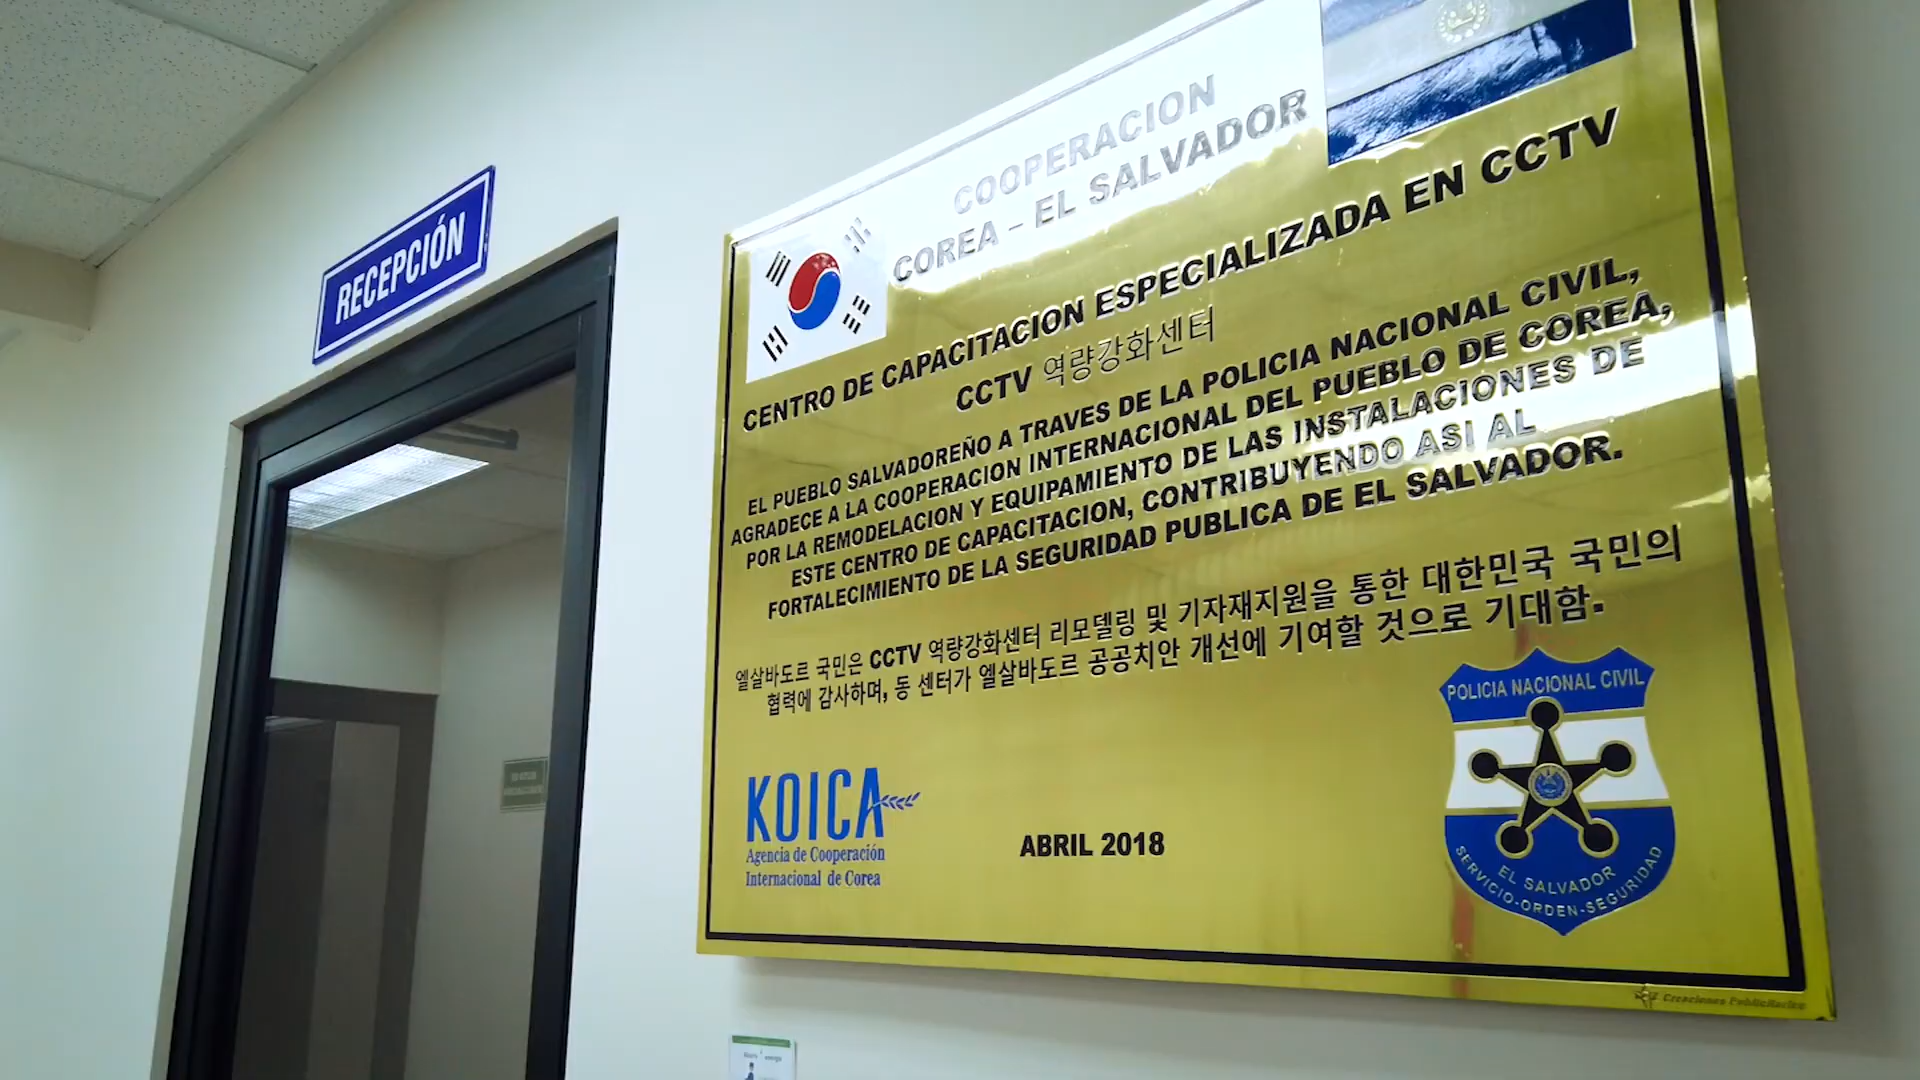 RECEPCIÓN
COOPERACION
COREA – EL SALVADOR
CENTRO DE CAPACITACION ESPECIALIZADA EN CCTV
CCTV 역량강화센터
EL PUEBLO SALVADOREÑO A TRAVES DE LA POLICIA NACIONAL CIVIL,
AGRADECE A LA COOPERACION INTERNACIONAL DEL PUEBLO DE COREA,
POR LA REMODELACION Y EQUIPAMIENTO DE LAS INSTALACIONES DE
ESTE CENTRO DE CAPACITACION, CONTRIBUYENDO ASI AL
FORTALECIMIENTO DE LA SEGURIDAD PUBLICA DE EL SALVADOR.
엘살바도르 국민은 CCTV 역량강화센터 리모델링 및 기자재지원을 통한 대한민국 국민의
협력에 감사하며, 동 센터가 엘살바도르 공공치안 개선에 기여할 것으로 기대함.
KOICA
Agencia de Cooperación
Internacional de Corea
ABRIL 2018
POLICIA NACIONAL CIVIL
EL SALVADOR
SERVICIO-ORDEN-SEGURIDAD
Creaciones